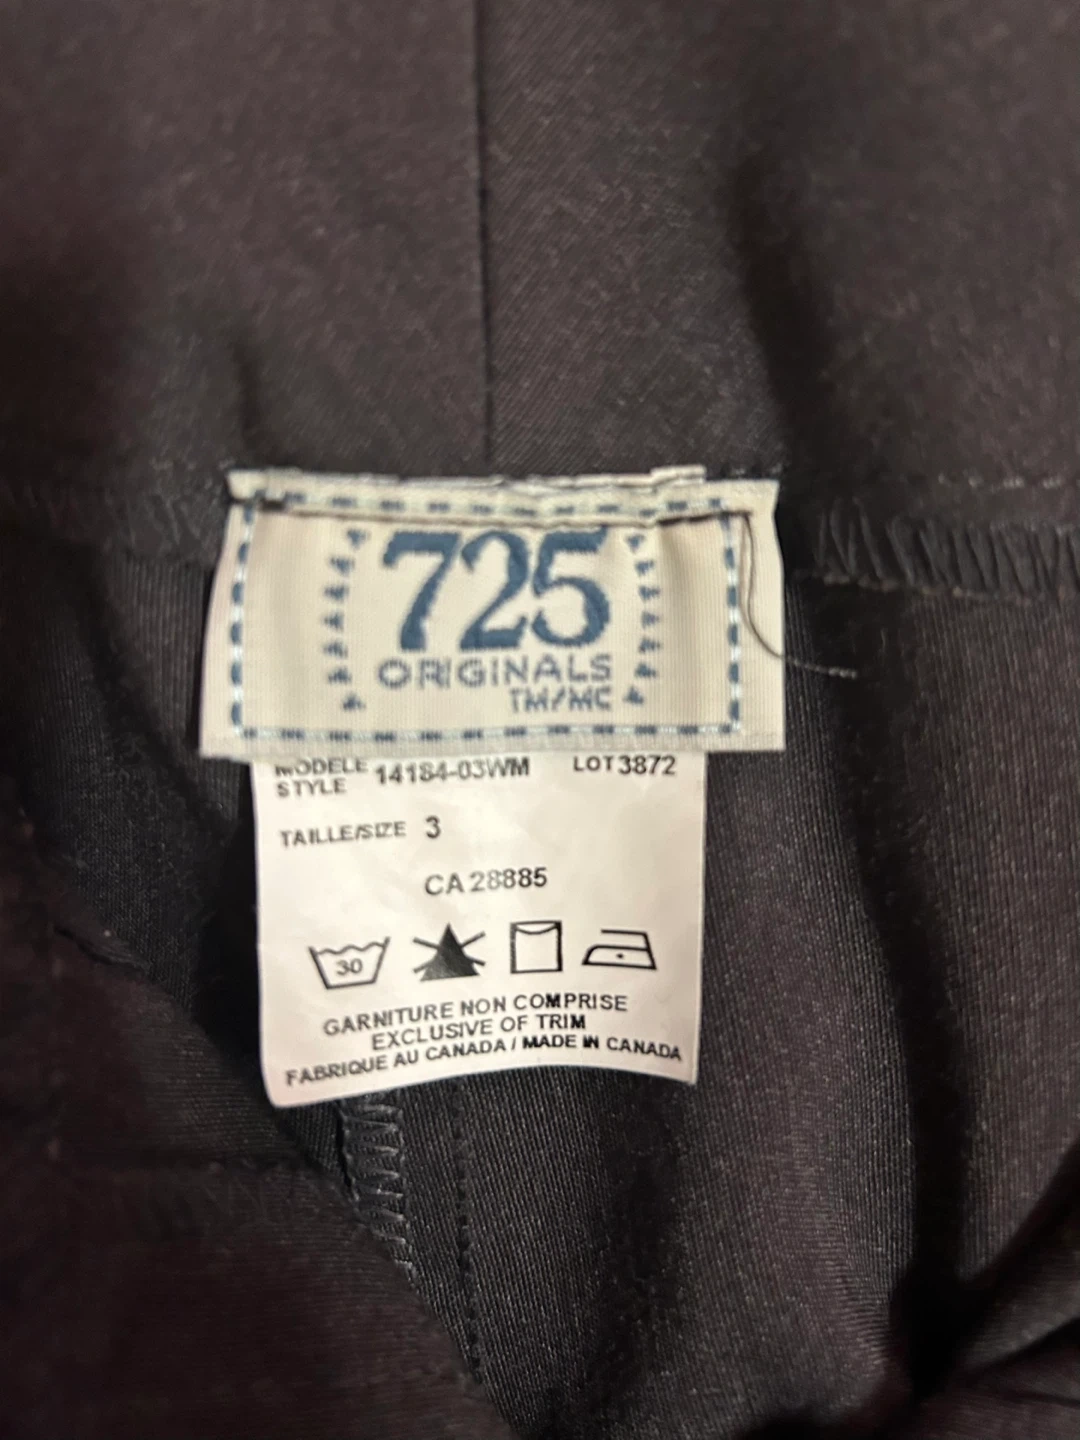 725
ORIGINALS
TM/MC
MODELE
STYLE 14184-03WM LOT 3872
TAILLE/SIZE 3
CA 28885
30
GARNITURE NON COMPRISE
EXCLUSIVE OF TRIM
FABRIQUE AU CANADA / MADE IN CANADA